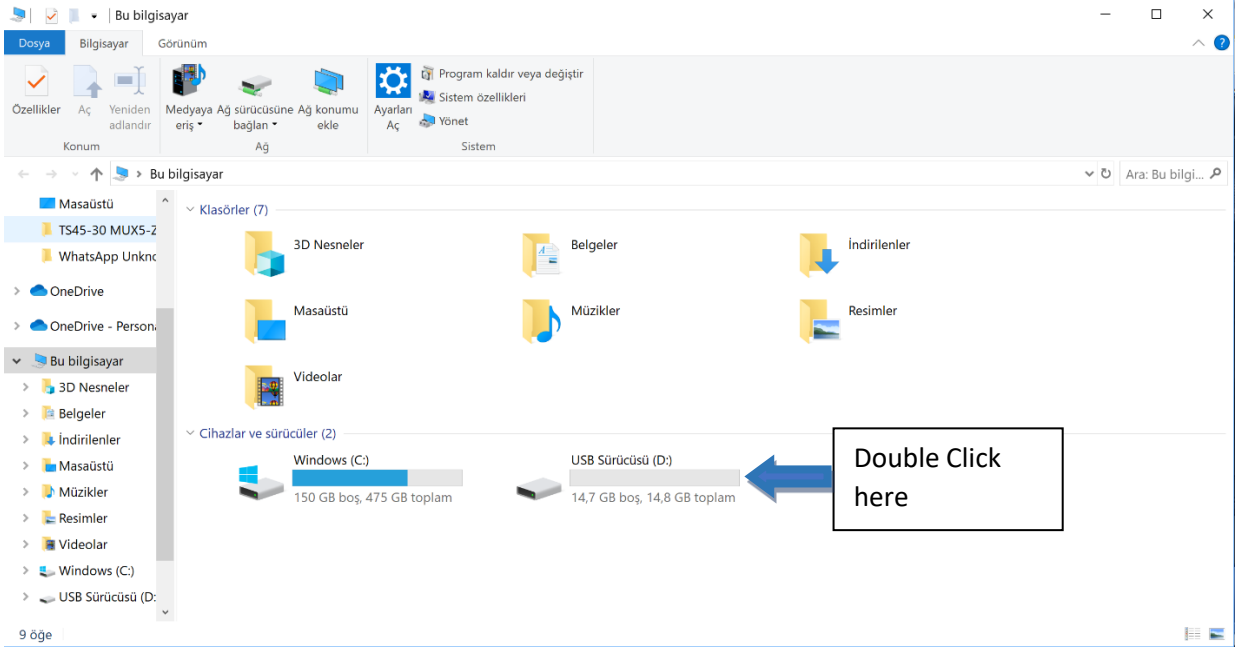 Bu bilgisayar
Dosya Bilgisayar Görünüm
Özellikler
Aç
Yeniden
adlandır
Konum
Medyaya
eriş
Ağ sürücüsüne
bağlan
Ağ konumu
ekle
Ağ
Ayarları
Aç
Program kaldır veya değiştir
Sistem özellikleri
Yönet
Sistem
Bu bilgisayar
Ara: Bu bilgi...
Masaüstü
TS45-30 MUX5-Z
WhatsApp Unkno
OneDrive
OneDrive - Persona
Bu bilgisayar
3D Nesneler
Belgeler
İndirilenler
Masaüstü
Müzikler
Resimler
Videolar
Windows (C:)
USB Sürücüsü (D:
Klasörler (7)
3D Nesneler
Belgeler
İndirilenler
Masaüstü
Müzikler
Resimler
Videolar
Cihazlar ve sürücüler (2)
Windows (C:)
150 GB boş, 475 GB toplam
USB Sürücüsü (D:)
14,7 GB boş, 14,8 GB toplam
Double Click
here
9 öğe